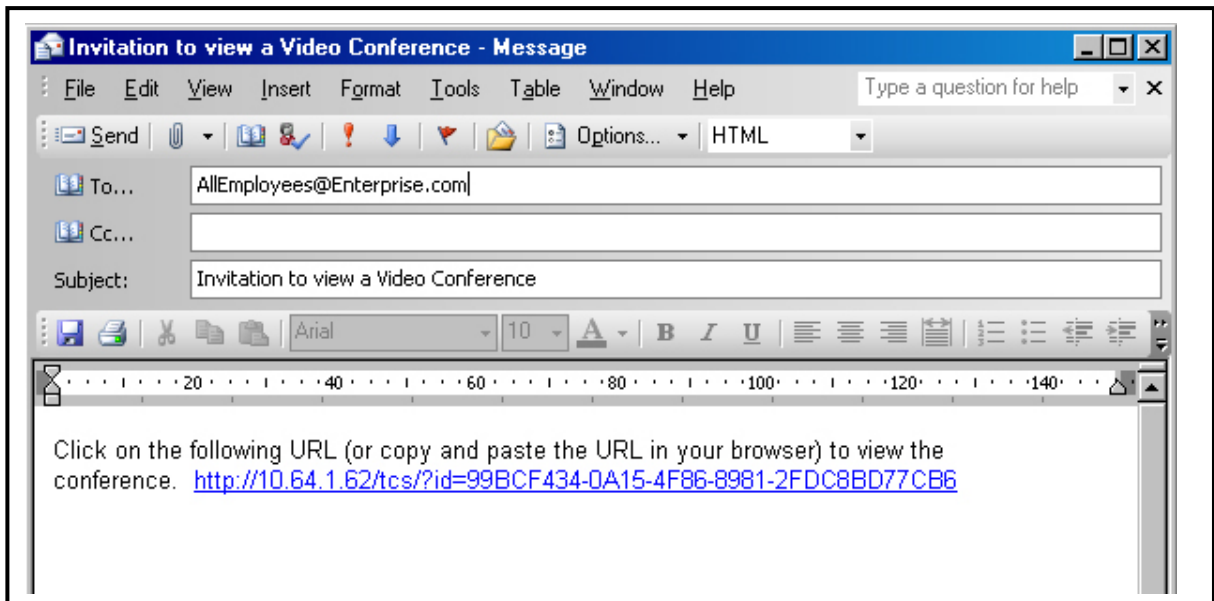 Invitation to view a Video Conference - Message
File Edit View Insert Format Tools Table Window Help Type a question for help
Send Options... HTML
To... AllEmployees@Enterprise.com
Cc...
Subject: Invitation to view a Video Conference
Arial 10 A B I U
20 40 60 80 100 120 140
Click on the following URL (or copy and paste the URL in your browser) to view the
conference. http://10.64.1.62/tcs/?id=99BCF434-0A15-4F86-8981-2FDC8BD77CB6